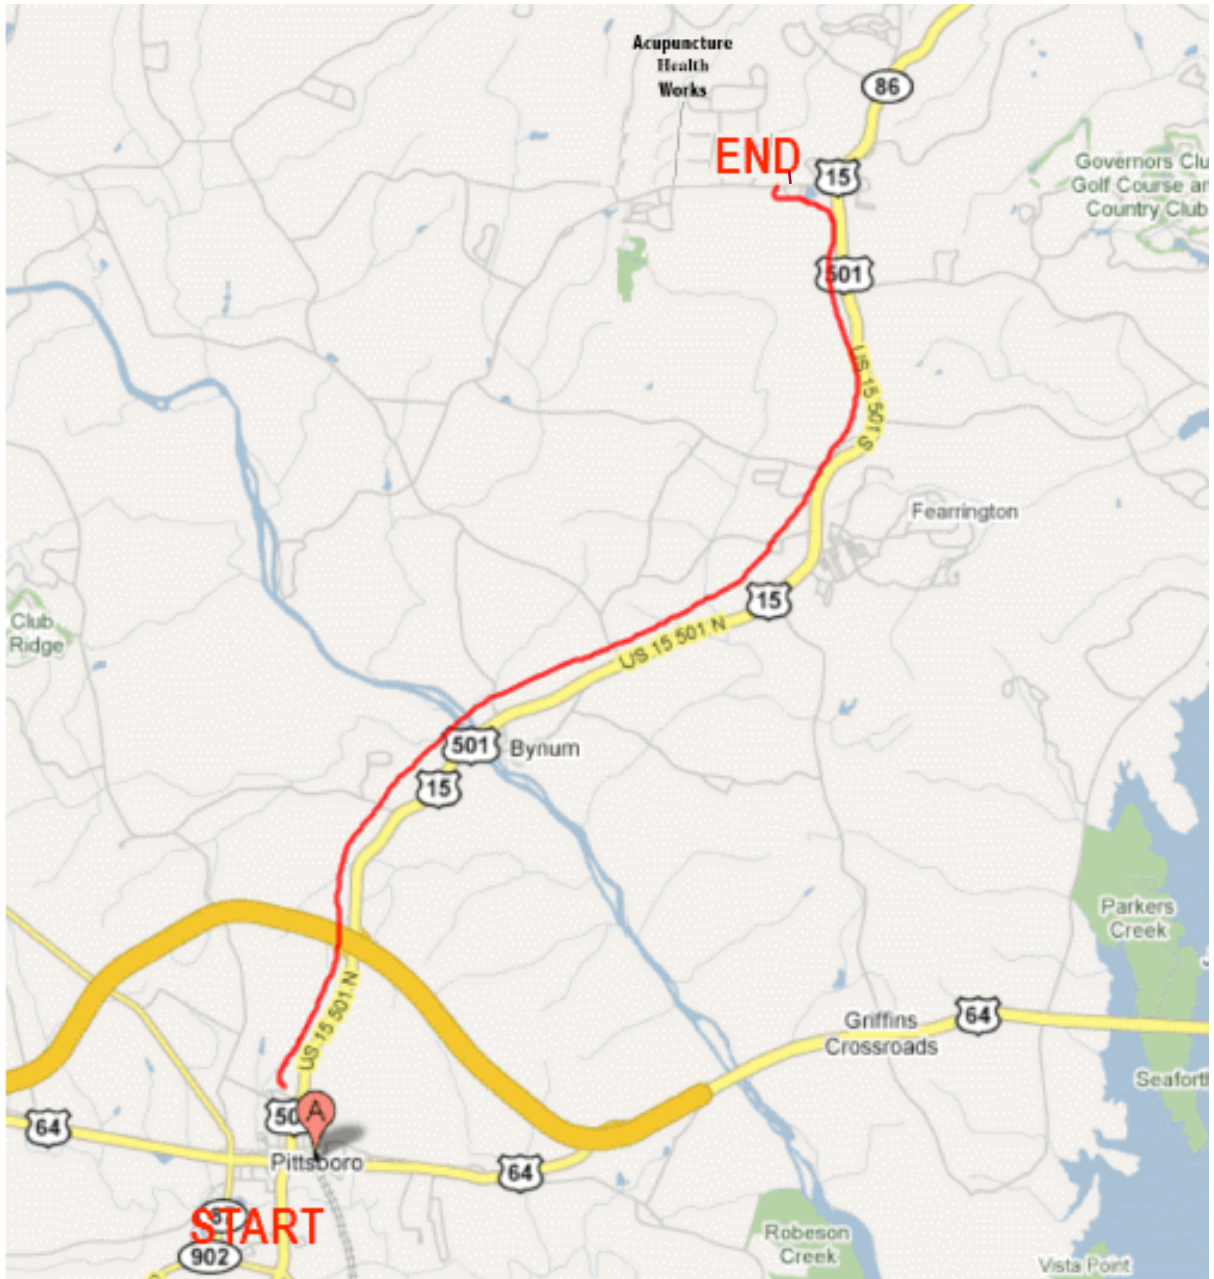 Acupuncture
Health
Works
86
END
15
Governors Clu
Golf Course an
Country Club
501
US 15 501 S
Fearrington
15
US 15 501 N
Club
Ridge
501
Bynum
15
Parkers
Creek
US 15 501 N
64
Griffins
Crossroads
Seaforth
50
A
64
Pittsboro
64
START
902
Robeson
Creek
Vista Point